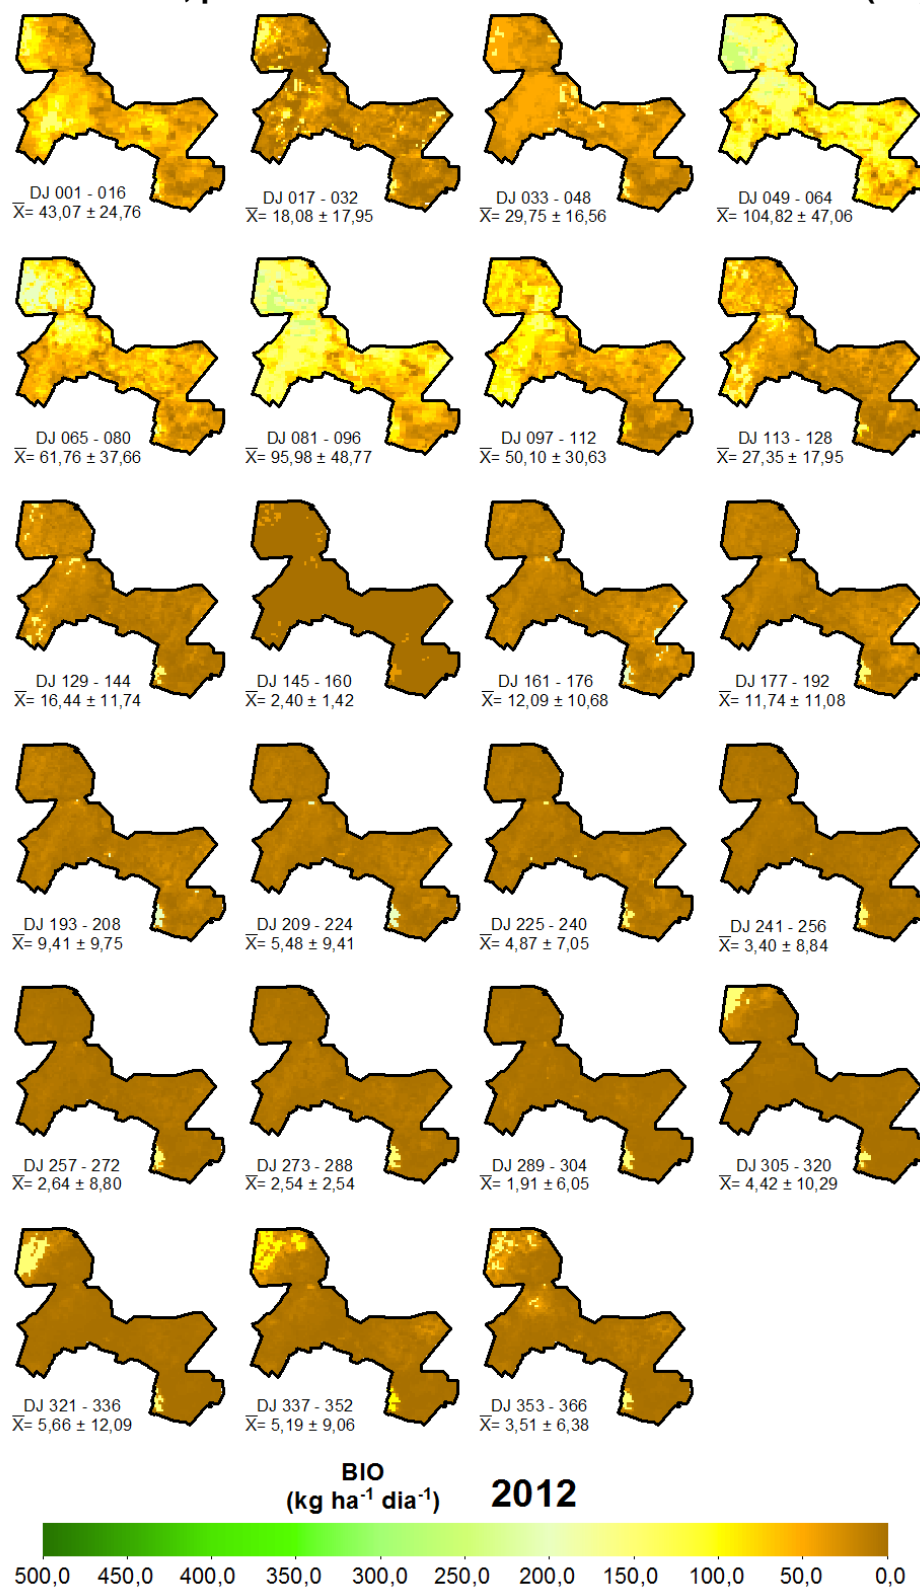 DJ 001 - 016
X= 43,07 ± 24,76
DJ 017 - 032
X= 18,08 ± 17,95
DJ 033 - 048
X= 29,75 ± 16,56
DJ 049 - 064
X= 104,82 ± 47,06
DJ 065 - 080
X= 61,76 ± 37,66
DJ 081 - 096
X= 95,98 ± 48,77
DJ 097 - 112
X= 50,10 ± 30,63
DJ 113 - 128
X= 27,35 ± 17,95
DJ 129 - 144
X= 16,44 ± 11,74
DJ 145 - 160
X= 2,40 ± 1,42
DJ 161 - 176
X= 12,09 ± 10,68
DJ 177 - 192
X= 11,74 ± 11,08
DJ 193 - 208
X= 9,41 ± 9,75
DJ 209 - 224
X= 5,48 ± 9,41
DJ 225 - 240
X= 4,87 ± 7,05
DJ 241 - 256
X= 3,40 ± 8,84
DJ 257 - 272
X= 2,64 ± 8,80
DJ 273 - 288
X= 2,54 ± 2,54
DJ 289 - 304
X= 1,91 ± 6,05
DJ 305 - 320
X= 4,42 ± 10,29
DJ 321 - 336
X= 5,66 ± 12,09
DJ 337 - 352
X= 5,19 ± 9,06
DJ 353 - 366
X= 3,51 ± 6,38
BIO
(kg ha⁻¹ dia⁻¹) 2012
500,0 450,0 400,0 350,0 300,0 250,0 200,0 150,0 100,0 50,0 0,0